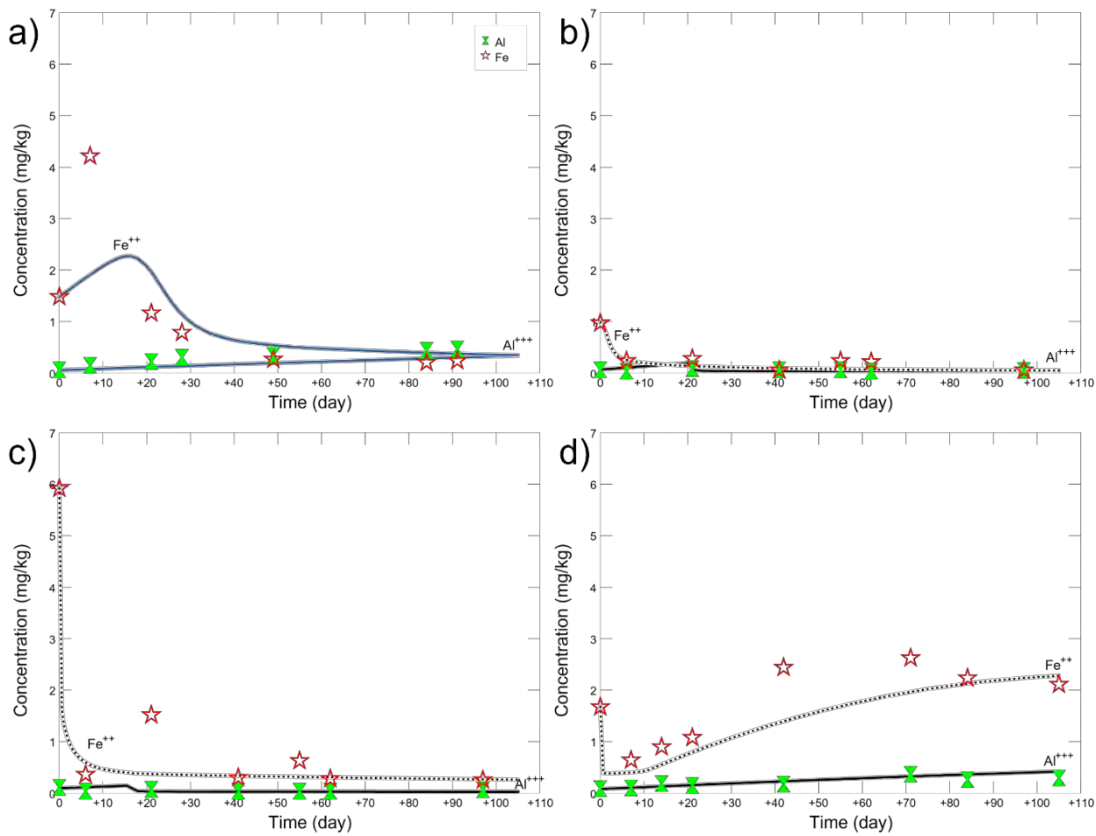 a)
Concentration (mg/kg)
7
6
5
4
3
2
1
0
Al
Fe
Fe++
Al+++
0 +10 +20 +30 +40 +50 +60 +70 +80 +90 +100 +110
Time (day)
b)
Concentration (mg/kg)
7
6
5
4
3
2
1
0
Fe++
Al+++
0 +10 +20 +30 +40 +50 +60 +70 +80 +90 +100 +110
Time (day)
c)
Concentration (mg/kg)
7
6
5
4
3
2
1
0
Fe++
Al+++
0 +10 +20 +30 +40 +50 +60 +70 +80 +90 +100 +110
Time (day)
d)
Concentration (mg/kg)
7
6
5
4
3
2
1
0
Fe++
Al+++
0 +10 +20 +30 +40 +50 +60 +70 +80 +90 +100 +110
Time (day)